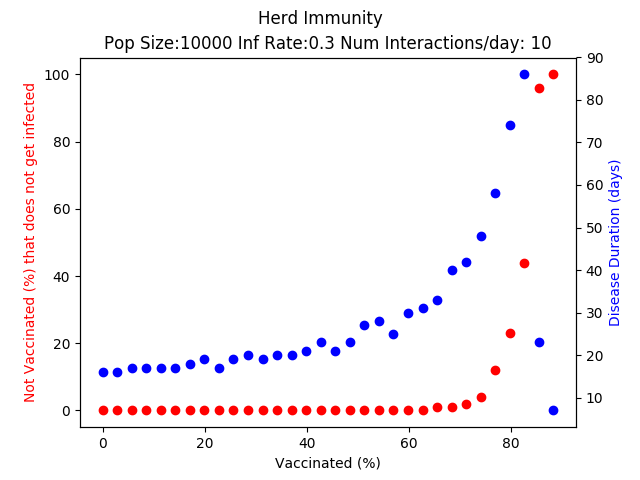 Herd Immunity
Pop Size:10000 Inf Rate:0.3 Num Interactions/day: 10
Not Vaccinated (%) that does not get infected
100
80
60
40
20
0
90
80
70
60
50
40
30
20
10
Disease Duration (days)
0 20 40 60 80
Vaccinated (%)